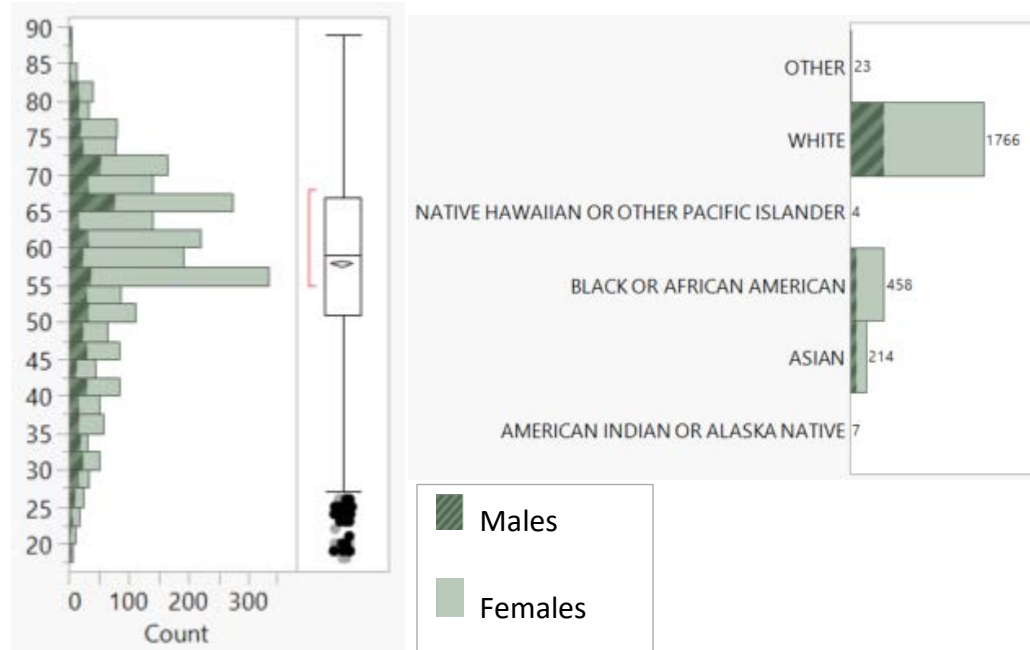 90
85
80
75
70
65
60
55
50
45
40
35
30
25
20
0 100 200 300
Count
OTHER 23
WHITE 1766
NATIVE HAWAIIAN OR OTHER PACIFIC ISLANDER 4
BLACK OR AFRICAN AMERICAN 458
ASIAN 214
AMERICAN INDIAN OR ALASKA NATIVE 7
Males
Females